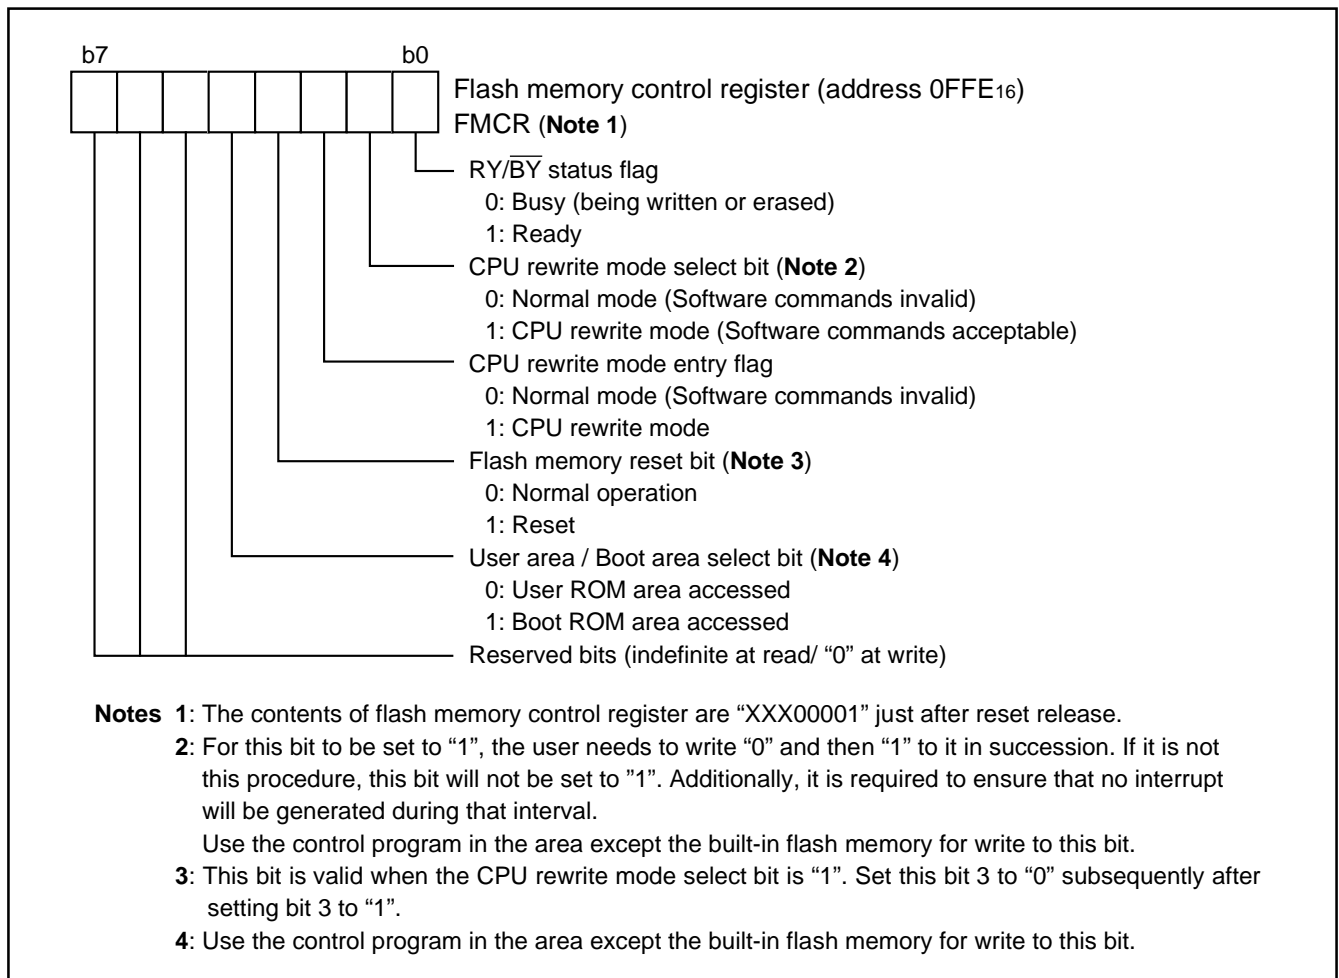 b7 b0
Flash memory control register (address 0FFE16)
FMCR (Note 1)
RY/B̅Y̅ status flag
0: Busy (being written or erased)
1: Ready
CPU rewrite mode select bit (Note 2)
0: Normal mode (Software commands invalid)
1: CPU rewrite mode (Software commands acceptable)
CPU rewrite mode entry flag
0: Normal mode (Software commands invalid)
1: CPU rewrite mode
Flash memory reset bit (Note 3)
0: Normal operation
1: Reset
User area / Boot area select bit (Note 4)
0: User ROM area accessed
1: Boot ROM area accessed
Reserved bits (indefinite at read/ “0” at write)
Notes 1: The contents of flash memory control register are “XXX00001” just after reset release.
2: For this bit to be set to “1”, the user needs to write “0” and then “1” to it in succession. If it is not
this procedure, this bit will not be set to ”1”. Additionally, it is required to ensure that no interrupt
will be generated during that interval.
Use the control program in the area except the built-in flash memory for write to this bit.
3: This bit is valid when the CPU rewrite mode select bit is “1”. Set this bit 3 to “0” subsequently after
setting bit 3 to “1”.
4: Use the control program in the area except the built-in flash memory for write to this bit.